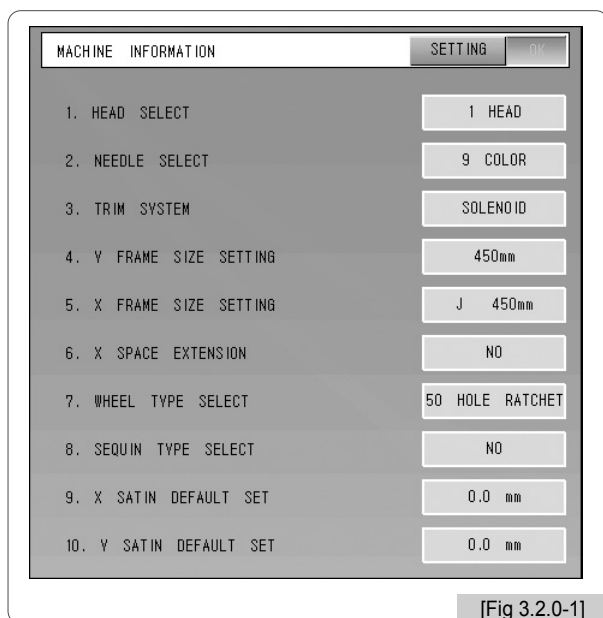 MACHINE INFORMATION SETTING OK
1. HEAD SELECT 1 HEAD
2. NEEDLE SELECT 9 COLOR
3. TRIM SYSTEM SOLENOID
4. Y FRAME SIZE SETTING 450mm
5. X FRAME SIZE SETTING J 450mm
6. X SPACE EXTENSION NO
7. WHEEL TYPE SELECT 50 HOLE RATCHET
8. SEQUIN TYPE SELECT NO
9. X SATIN DEFAULT SET 0.0 mm
10. Y SATIN DEFAULT SET 0.0 mm
[Fig 3.2.0-1]